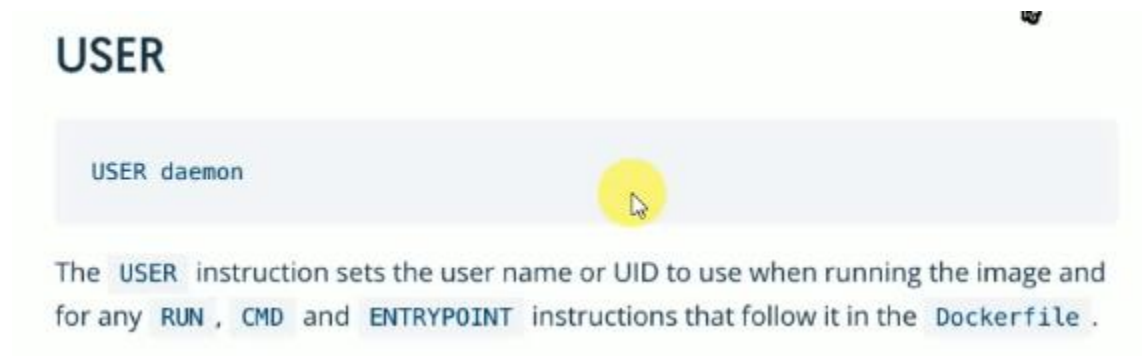 USER
USER daemon
The USER instruction sets the user name or UID to use when running the image and
for any RUN , CMD and ENTRYPOINT instructions that follow it in the Dockerfile .